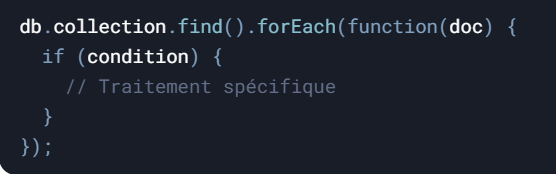 db.collection.find().forEach(function(doc) {
if (condition) {
// Traitement spécifique
}
});